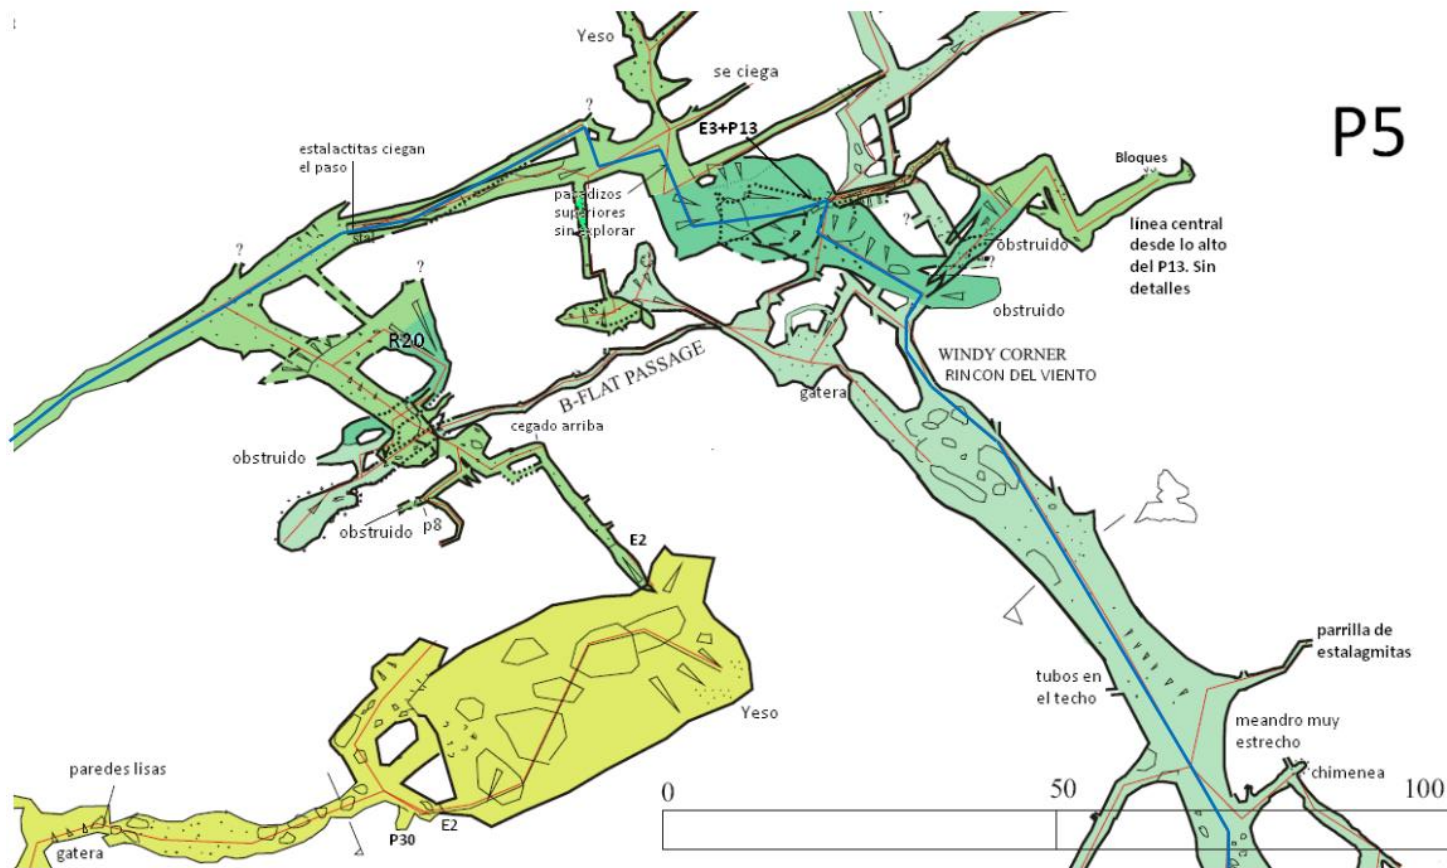 Yeso
se ciega
P5
?
E3+P13
estalactitas ciegan
el paso
Bloques
pasadizos
superiores
sin explorar
?
línea central
desde lo alto
del P13. Sin
detalles
obstruido
?
?
?
obstruido
R20
WINDY CORNER
RINCON DEL VIENTO
B-FLAT PASSAGE
gatera
cegado arriba
obstruido
obstruido
p8
E2
parrilla de
estalagmitas
tubos en
el techo
Yeso
meandro muy
estrecho
chimenea
paredes lisas
0
50
100
E2
P30
gatera